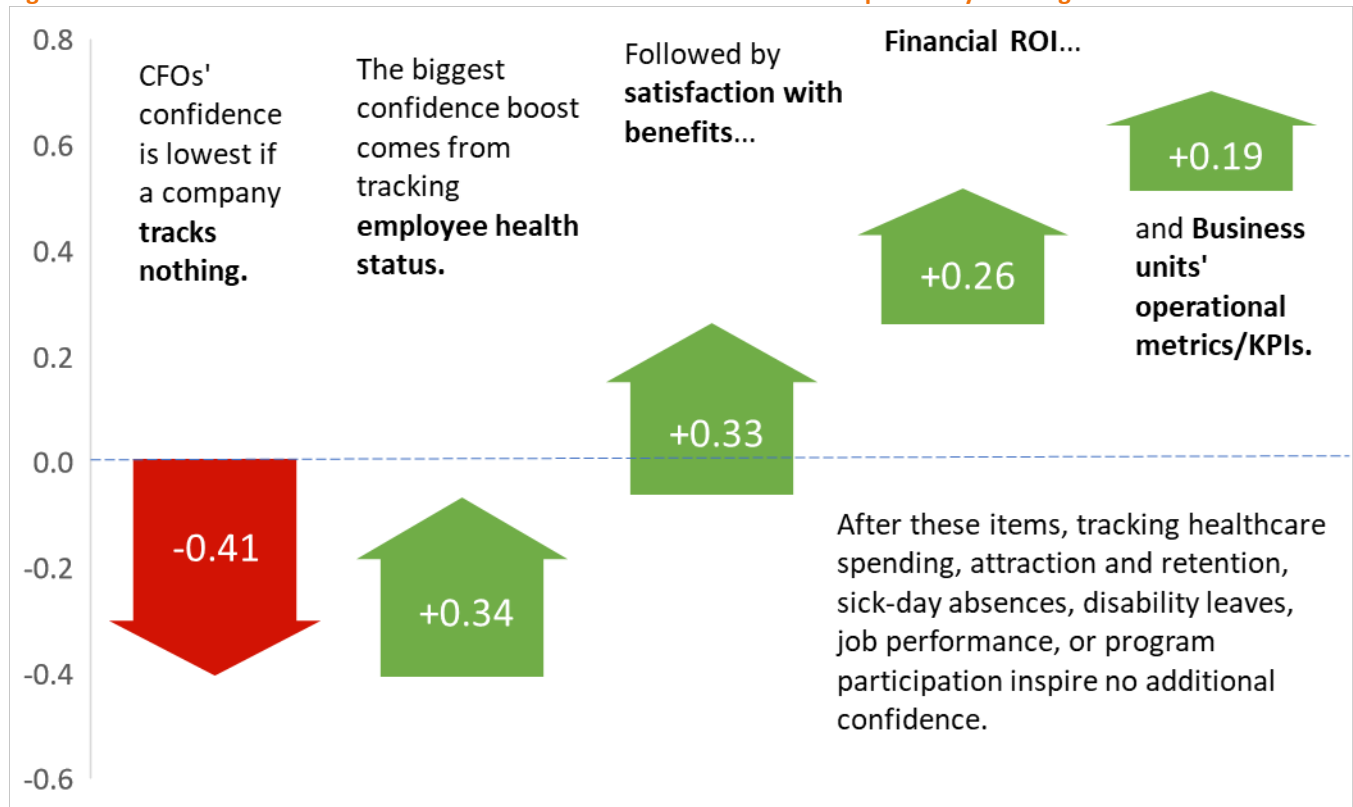 0.8
0.6
0.4
0.2
0.0
-0.2
-0.4
-0.6
CFOs'
confidence
is lowest if
a company
tracks
nothing.
-0.41
The biggest
confidence boost
comes from
tracking
employee health
status.
+0.34
Followed by
satisfaction with
benefits...
+0.33
Financial ROI...
+0.26
+0.19
and Business
units'
operational
metrics/KPIs.
After these items, tracking healthcare
spending, attraction and retention,
sick-day absences, disability leaves,
job performance, or program
participation inspire no additional
confidence.